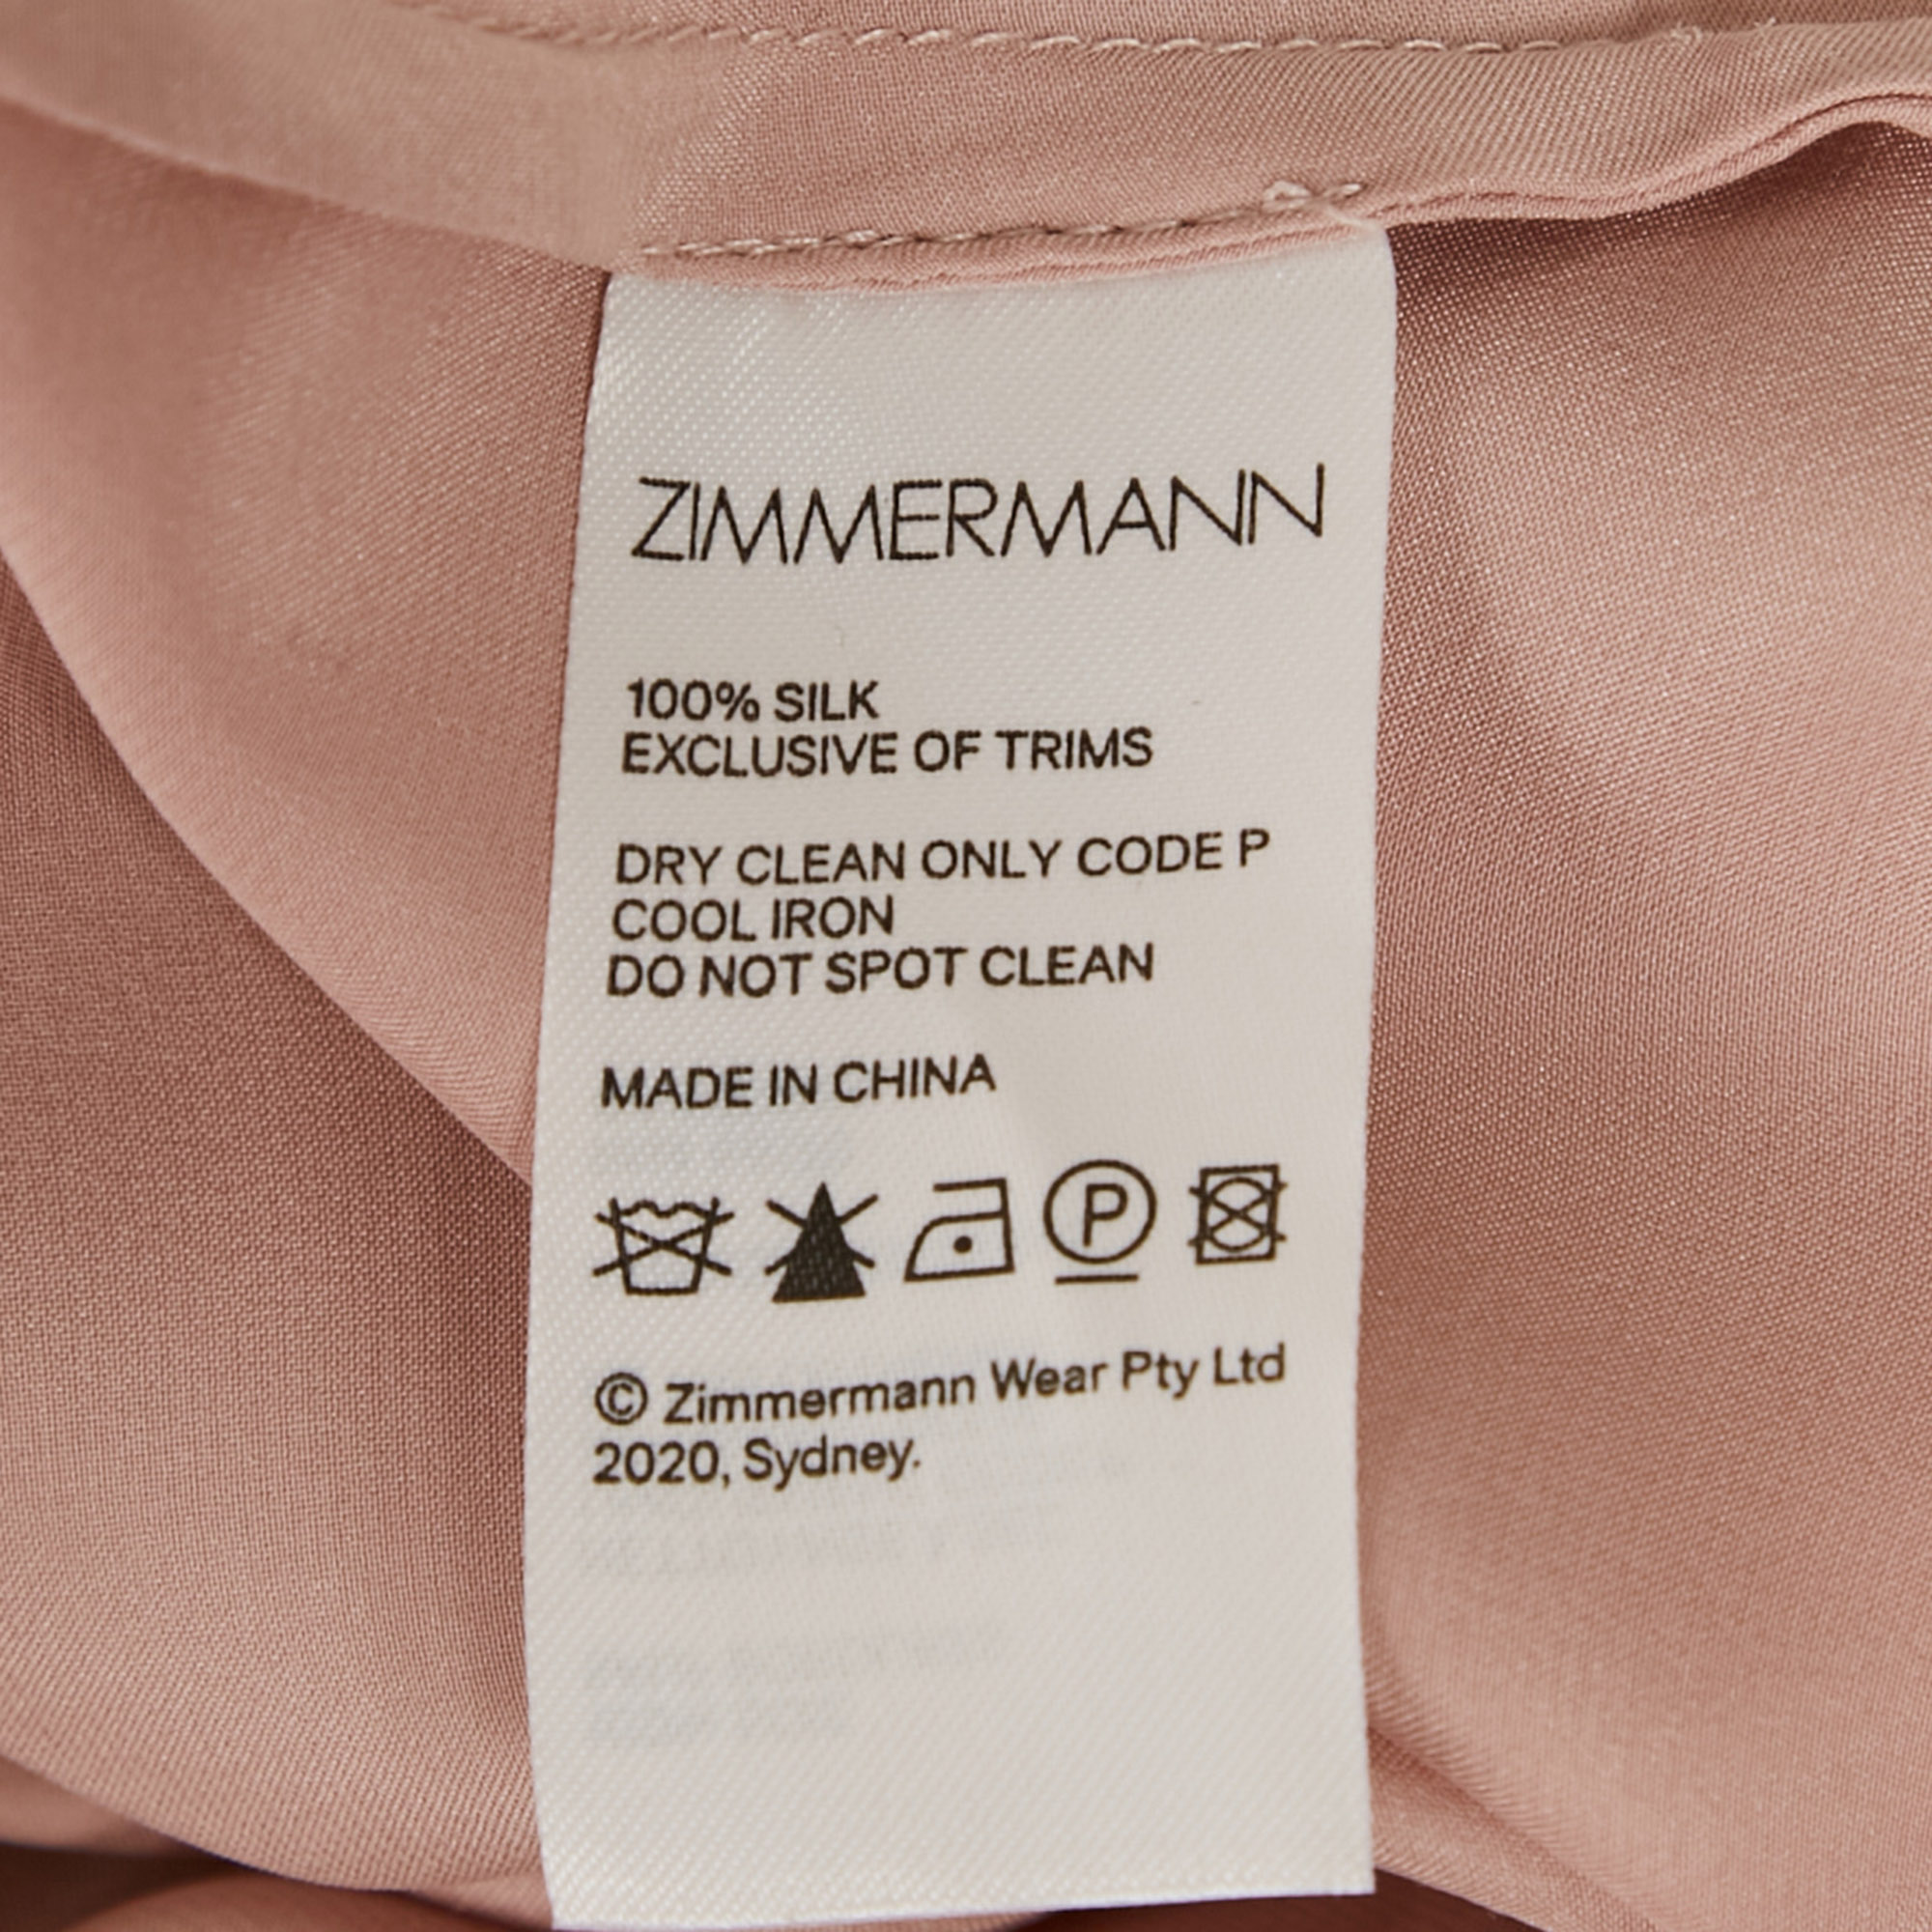 ZIMMERMANN
100% SILK
EXCLUSIVE OF TRIMS
DRY CLEAN ONLY CODE P
COOL IRON
DO NOT SPOT CLEAN
MADE IN CHINA
P
© Zimmermann Wear Pty Ltd
2020, Sydney.